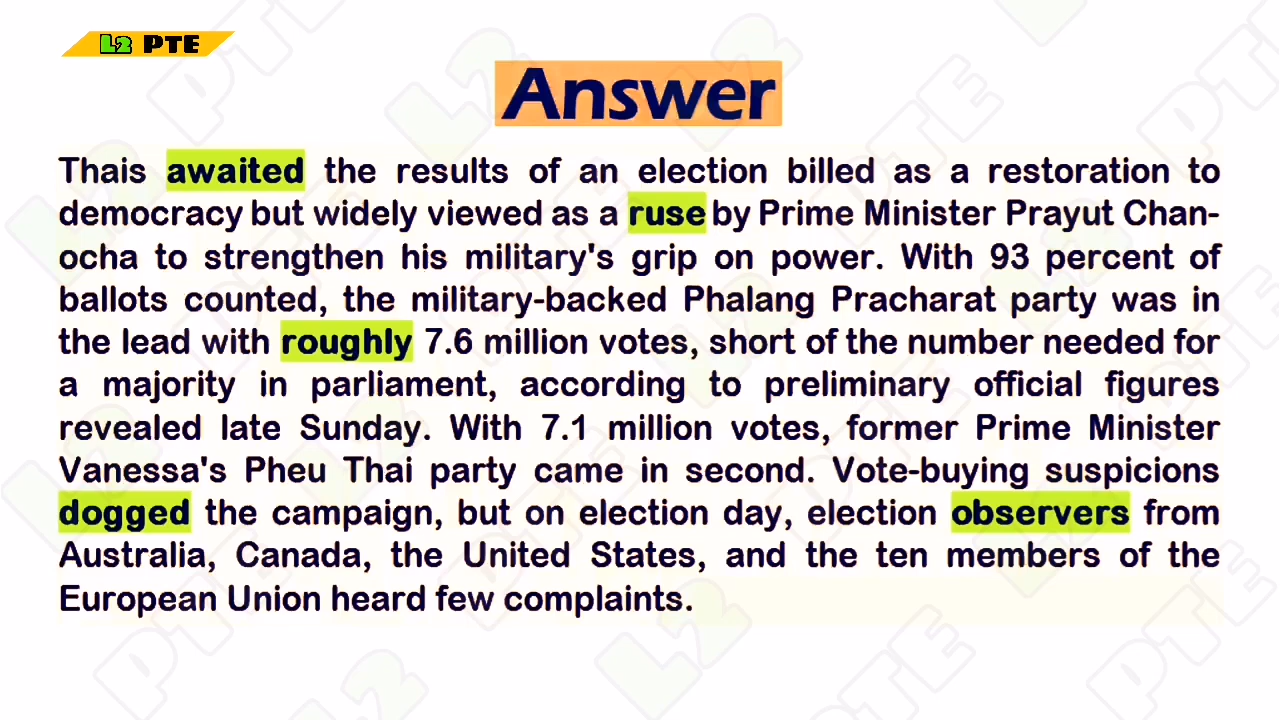 L2 PTE
Answer
Thais awaited the results of an election billed as a restoration to
democracy but widely viewed as a ruse by Prime Minister Prayut Chan-
ocha to strengthen his military's grip on power. With 93 percent of
ballots counted, the military-backed Phalang Pracharat party was in
the lead with roughly 7.6 million votes, short of the number needed for
a majority in parliament, according to preliminary official figures
revealed late Sunday. With 7.1 million votes, former Prime Minister
Vanessa's Pheu Thai party came in second. Vote-buying suspicions
dogged the campaign, but on election day, election observers from
Australia, Canada, the United States, and the ten members of the
European Union heard few complaints.